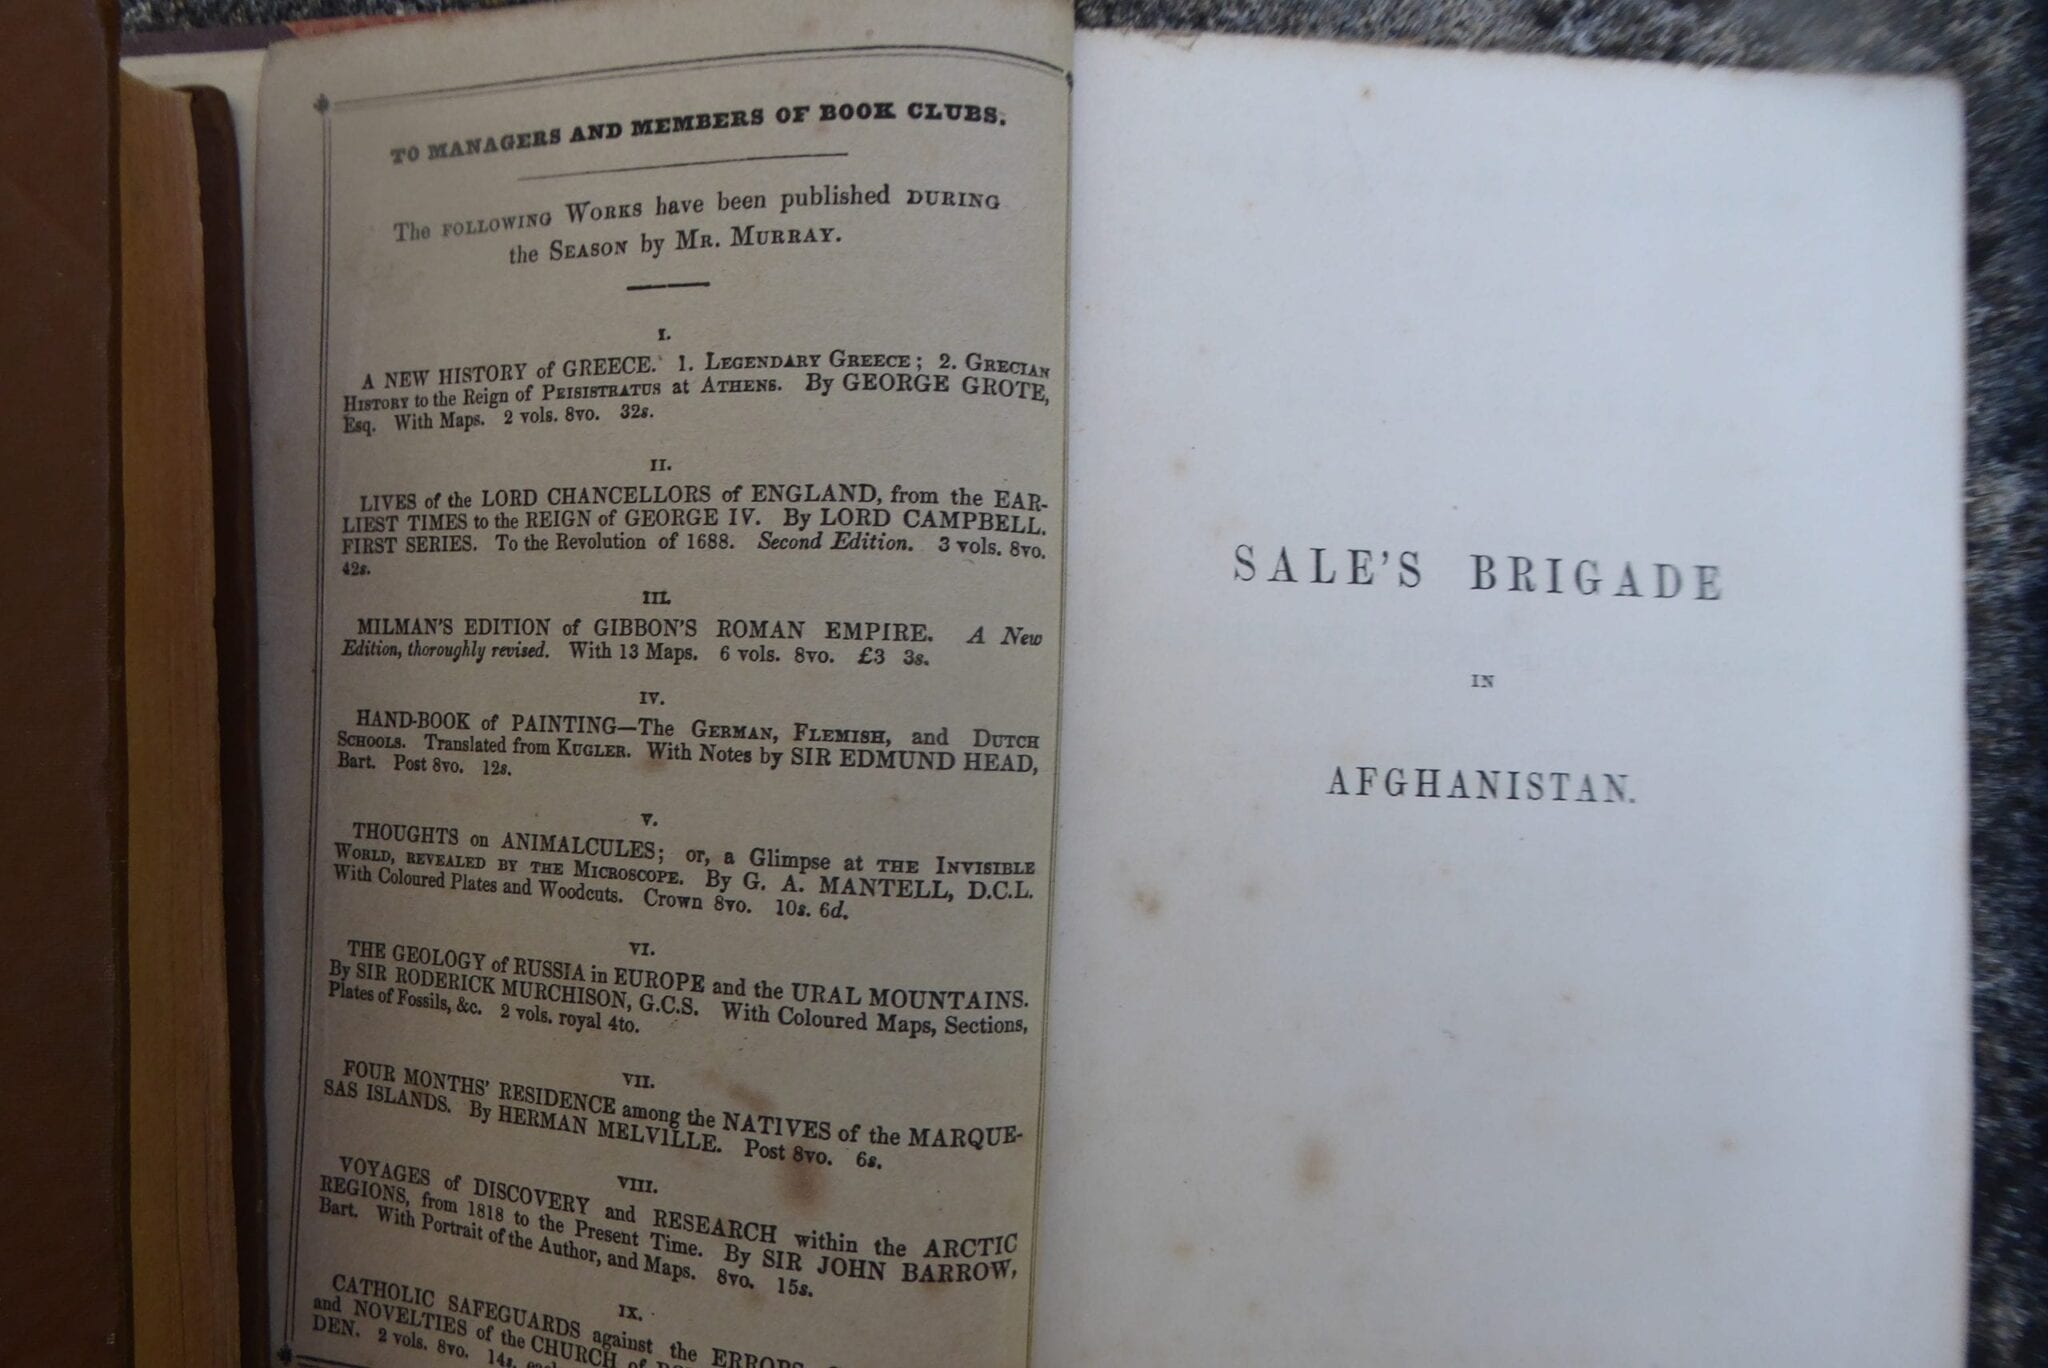 TO MANAGERS AND MEMBERS OF BOOK CLUBS.
The FOLLOWING WORKS have been published DURING
the SEASON by MR. MURRAY.
I.
A NEW HISTORY of GREECE. 1. LEGENDARY GREECE; 2. GRECIAN
HISTORY to the Reign of PEISISTRATUS at ATHENS. By GEORGE GROTE,
Esq. With Maps. 2 vols. 8vo. 32s.
II.
LIVES of the LORD CHANCELLORS of ENGLAND, from the EAR-
LIEST TIMES to the REIGN of GEORGE IV. By LORD CAMPBELL.
FIRST SERIES. To the Revolution of 1688. Second Edition. 3 vols. 8vo.
42s.
III.
MILMAN'S EDITION of GIBBON'S ROMAN EMPIRE. A New
Edition, thoroughly revised. With 13 Maps. 6 vols. 8vo. £3 3s.
IV.
HAND-BOOK of PAINTING—The GERMAN, FLEMISH, and DUTCH
SCHOOLS. Translated from KUGLER. With Notes by SIR EDMUND HEAD,
Bart. Post 8vo. 12s.
V.
THOUGHTS on ANIMALCULES; or, a Glimpse at THE INVISIBLE
WORLD, REVEALED BY THE MICROSCOPE. By G. A. MANTELL, D.C.L.
With Coloured Plates and Woodcuts. Crown 8vo. 10s. 6d.
VI.
THE GEOLOGY of RUSSIA in EUROPE and the URAL MOUNTAINS.
By SIR RODERICK MURCHISON, G.C.S. With Coloured Maps, Sections,
Plates of Fossils, &c. 2 vols. royal 4to.
VII.
FOUR MONTHS' RESIDENCE among the NATIVES of the MARQUE-
SAS ISLANDS. By HERMAN MELVILLE. Post 8vo. 6s.
VIII.
VOYAGES of DISCOVERY and RESEARCH within the ARCTIC
REGIONS, from 1818 to the Present Time. By SIR JOHN BARROW,
Bart. With Portrait of the Author, and Maps. 8vo. 15s.
IX.
CATHOLIC SAFEGUARDS against the ERRORS
and NOVELTIES of the CHURCH of
DEN. 2 vols. 8vo. 14s.
SALE'S BRIGADE
IN
AFGHANISTAN.